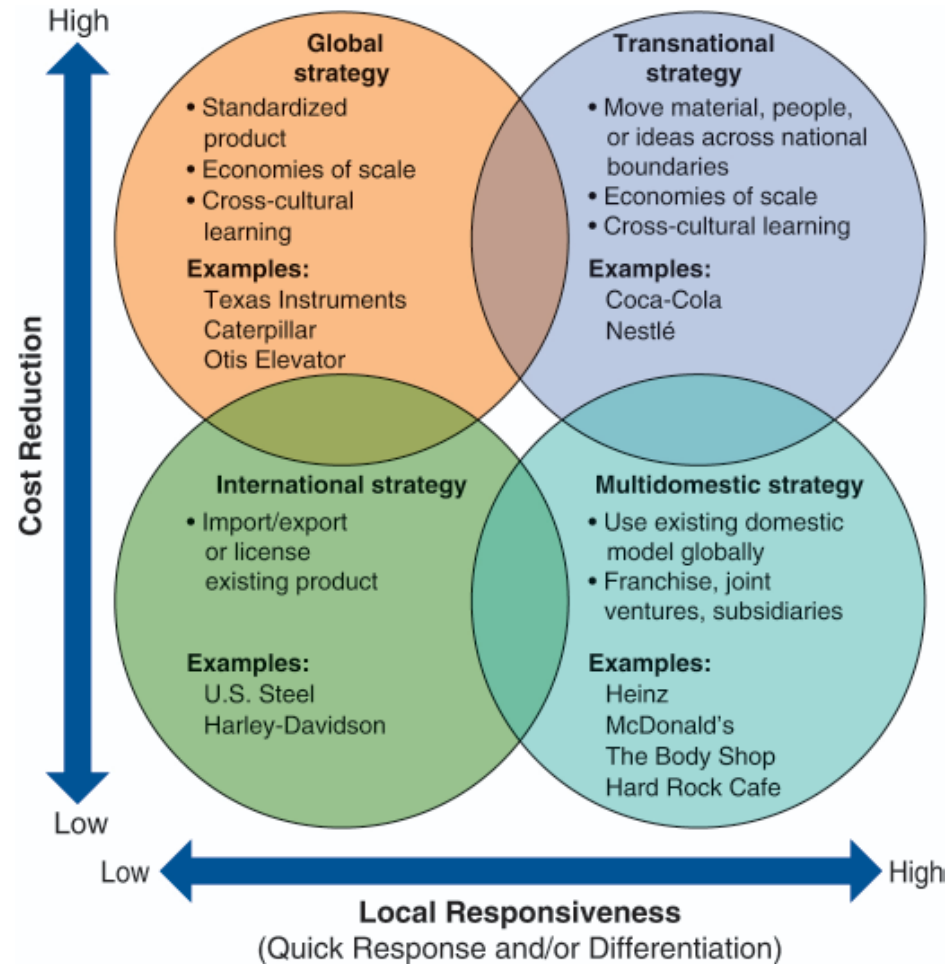 High
Cost Reduction
Low
Global
strategy
• Standardized
product
• Economies of scale
• Cross-cultural
learning
Examples:
Texas Instruments
Caterpillar
Otis Elevator
Transnational
strategy
• Move material, people,
or ideas across national
boundaries
• Economies of scale
• Cross-cultural learning
Examples:
Coca-Cola
Nestlé
International strategy
• Import/export
or license
existing product
Examples:
U.S. Steel
Harley-Davidson
Multidomestic strategy
• Use existing domestic
model globally
• Franchise, joint
ventures, subsidiaries
Examples:
Heinz
McDonald's
The Body Shop
Hard Rock Cafe
Low
High
Local Responsiveness
(Quick Response and/or Differentiation)